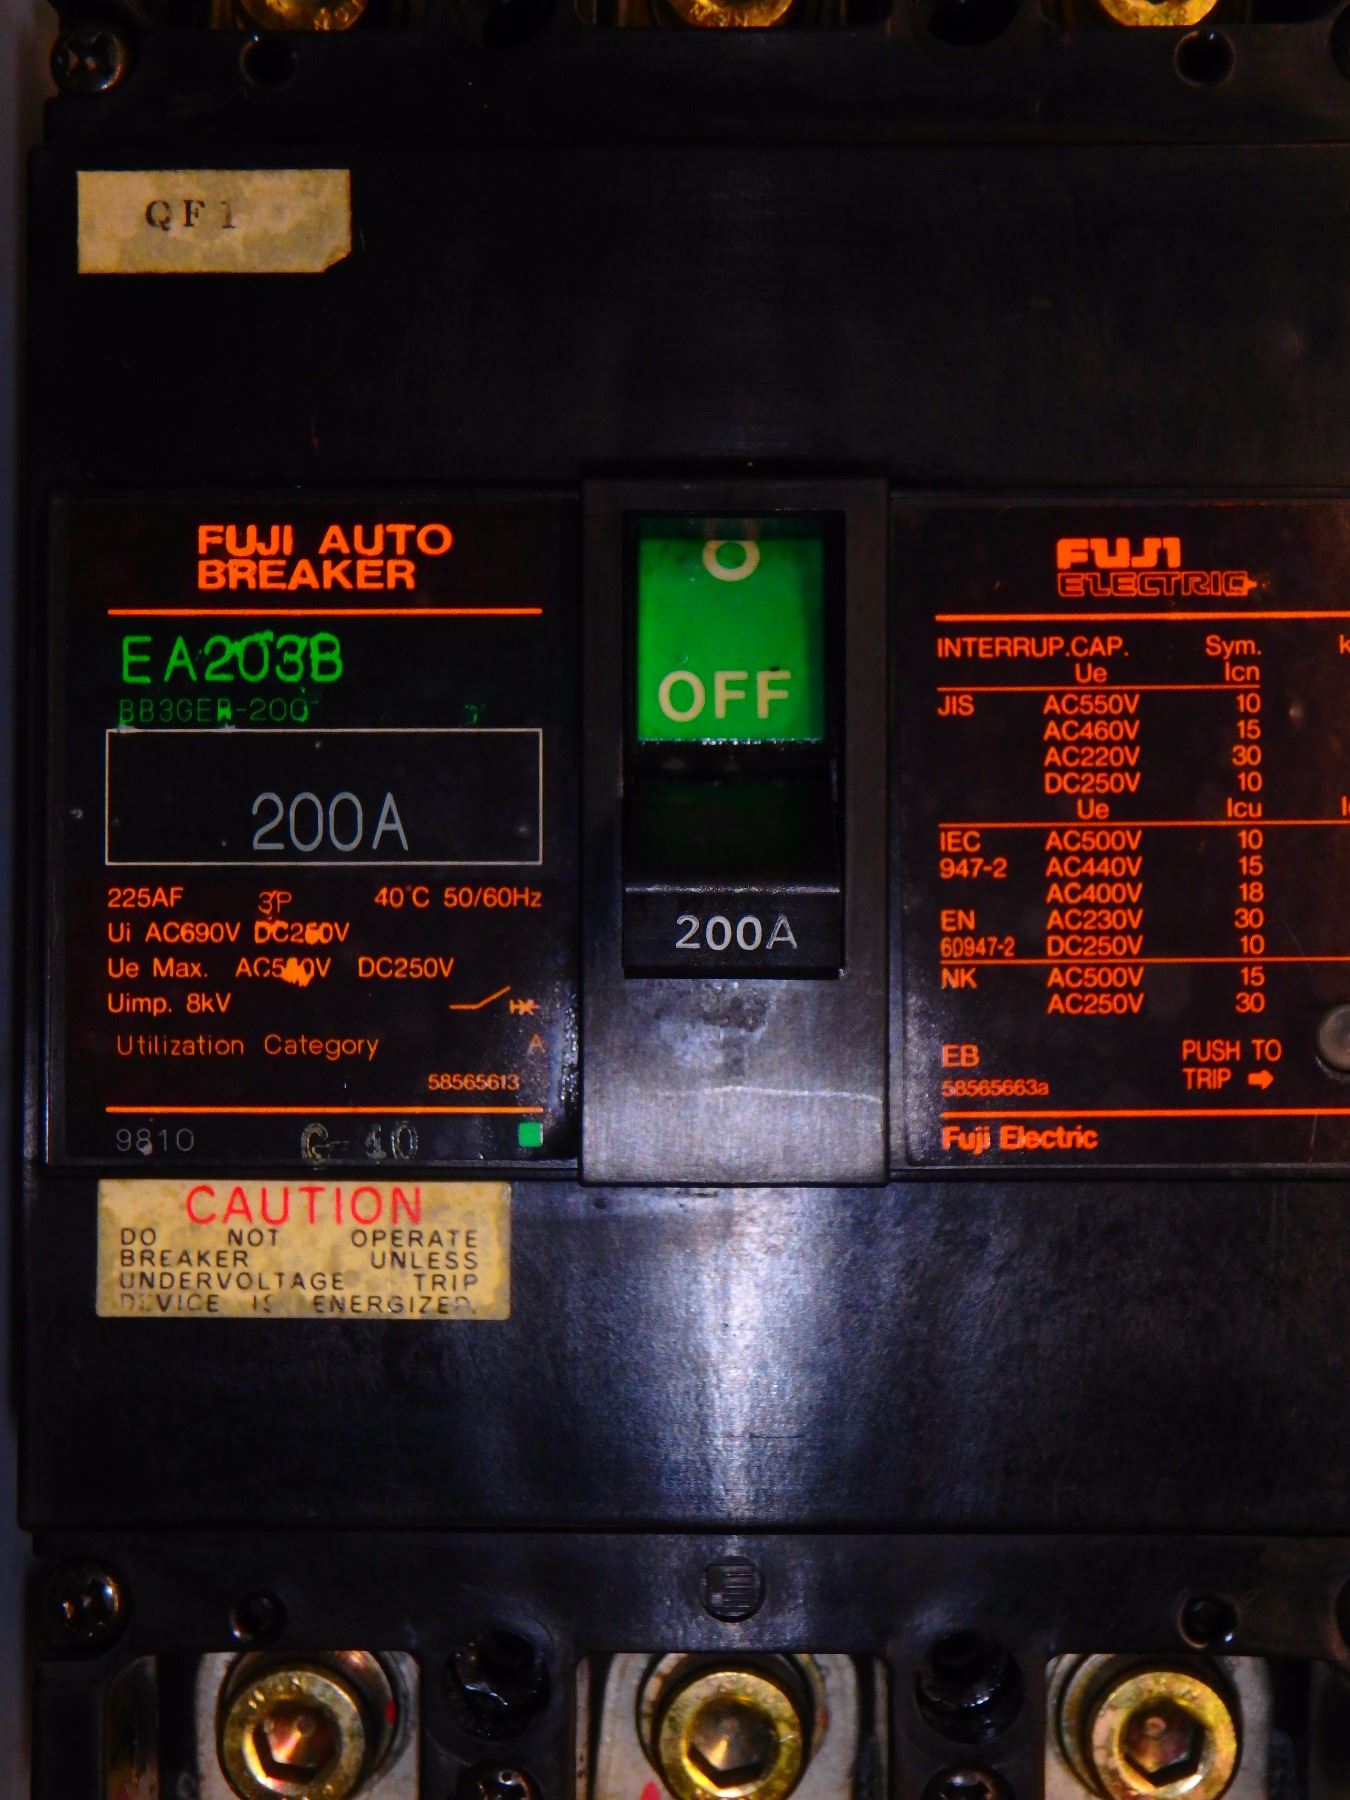 QF1
FUJI AUTO
BREAKER
EA203B
BB3GER-200
200A
225AF 3P 40°C 50/60Hz
Ui AC690V DC250V
Ue Max. DC250V
Uimp. 8kV
Utilization Category A
58565613
9810 10
O
OFF
200A
FUJI
ELECTRIC
INTERRUP.CAP. Sym.
Ue Icn
JIS AC550V 10
AC460V 15
AC220V 30
DC250V 10
Ue Icu
IEC AC500V 10
947-2 AC440V 15
AC400V 18
EN AC230V 30
60947-2 DC250V 10
NK AC500V 15
AC250V 30
EB PUSH TO
58565663a TRIP ➡
Fuji Electric
CAUTION
DO NOT OPERATE
BREAKER UNLESS
UNDERVOLTAGE TRIP
DEVICE IS ENERGIZED.